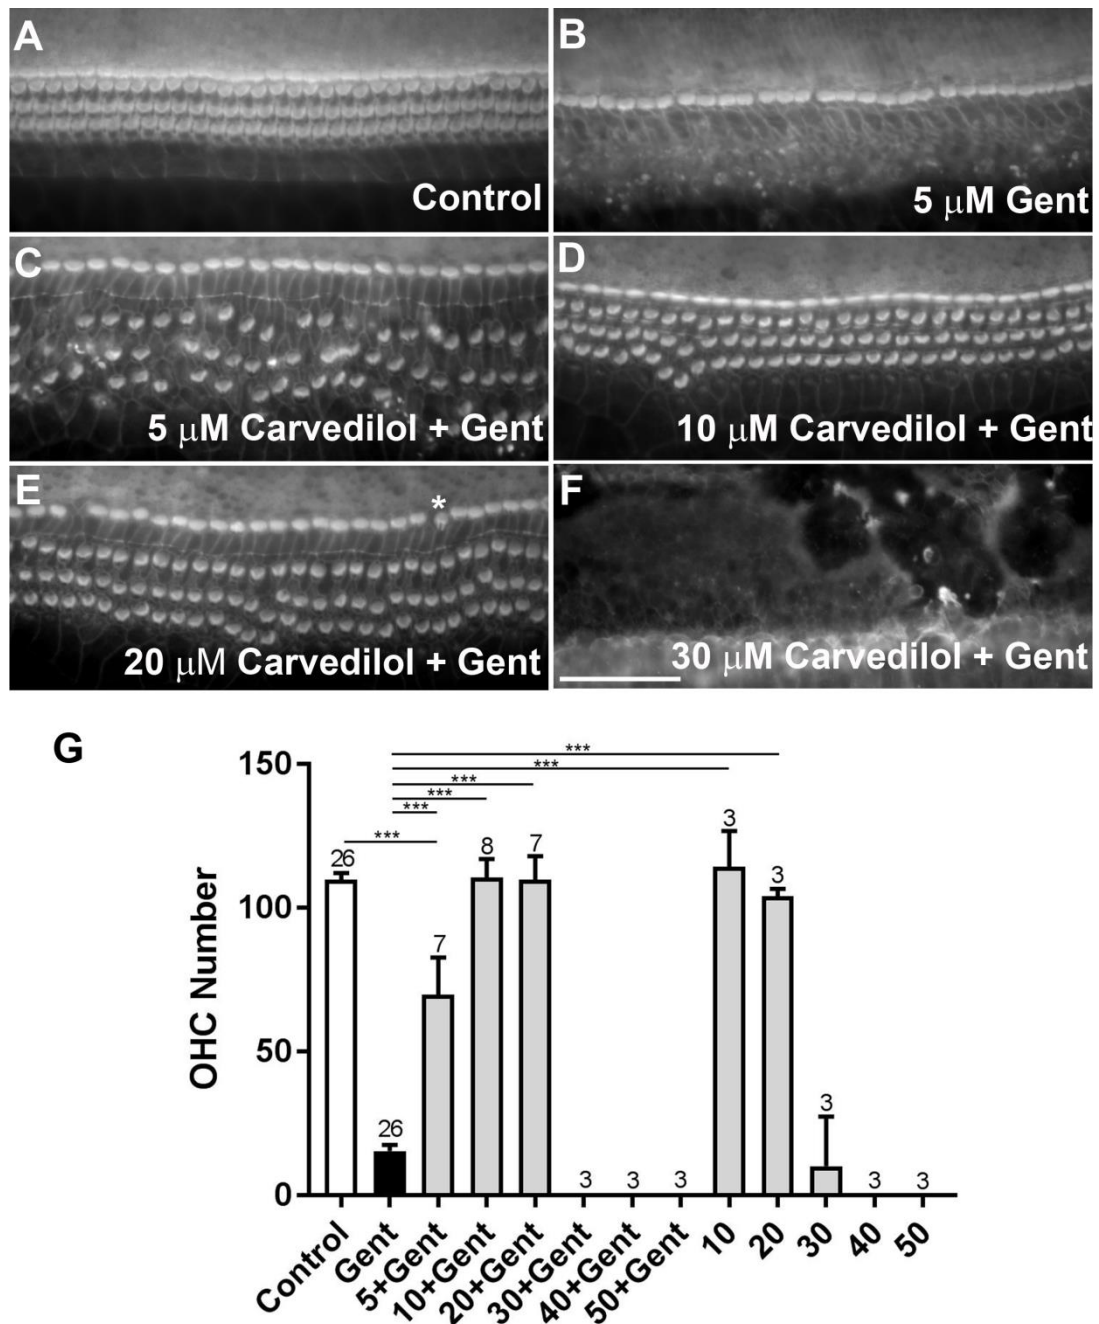 A
Control
B
5 μM Gent
C
5 μM Carvedilol + Gent
D
10 μM Carvedilol + Gent
E
*
20 μM Carvedilol + Gent
F
30 μM Carvedilol + Gent
G
OHC Number
150
100
50
0
***
***
***
***
***
***
26
26
7
8
7
3
3
3
3
3
3
3
3
Control
Gent
5+Gent
10+Gent
20+Gent
30+Gent
40+Gent
50+Gent
10
20
30
40
50